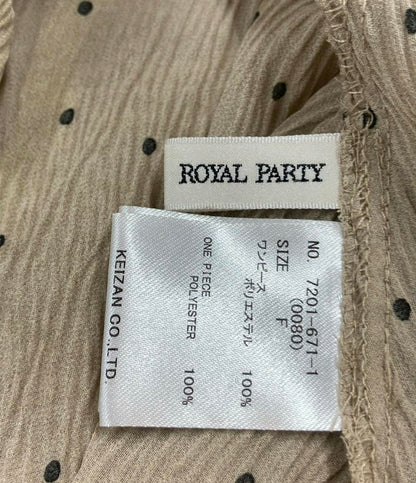 ROYAL PARTY
NO. 7201-671-1
(0080)
SIZE F
ワンピース
ポリエステル 100%
ONE PIECE
POLYESTER 100%
KEIZAN CO.,LTD.